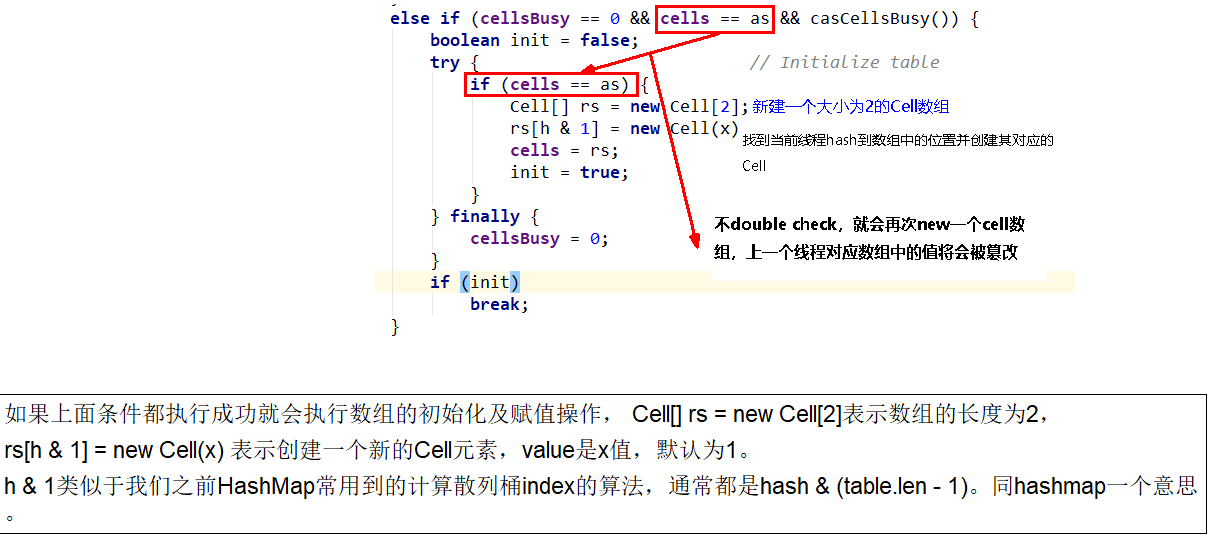 else if (cellsBusy == 0 && cells == as && casCellsBusy()) {
boolean init = false;
try { // Initialize table
if (cells == as) {
Cell[] rs = new Cell[2]; 新建一个大小为2的Cell数组
rs[h & 1] = new Cell(x)
找到当前线程hash到数组中的位置并创建其对应的
Cell
cells = rs;
init = true;
}
} finally {
cellsBusy = 0;
}
不double check，就会再次new一个cell数
组，上一个线程对应数组中的值将会被篡改
if (init)
break;
}
如果上面条件都执行成功就会执行数组的初始化及赋值操作， Cell[] rs = new Cell[2]表示数组的长度为2，
rs[h & 1] = new Cell(x) 表示创建一个新的Cell元素，value是x值，默认为1。
h & 1类似于我们之前HashMap常用到的计算散列桶index的算法，通常都是hash & (table.len - 1)。同hashmap一个意思
。